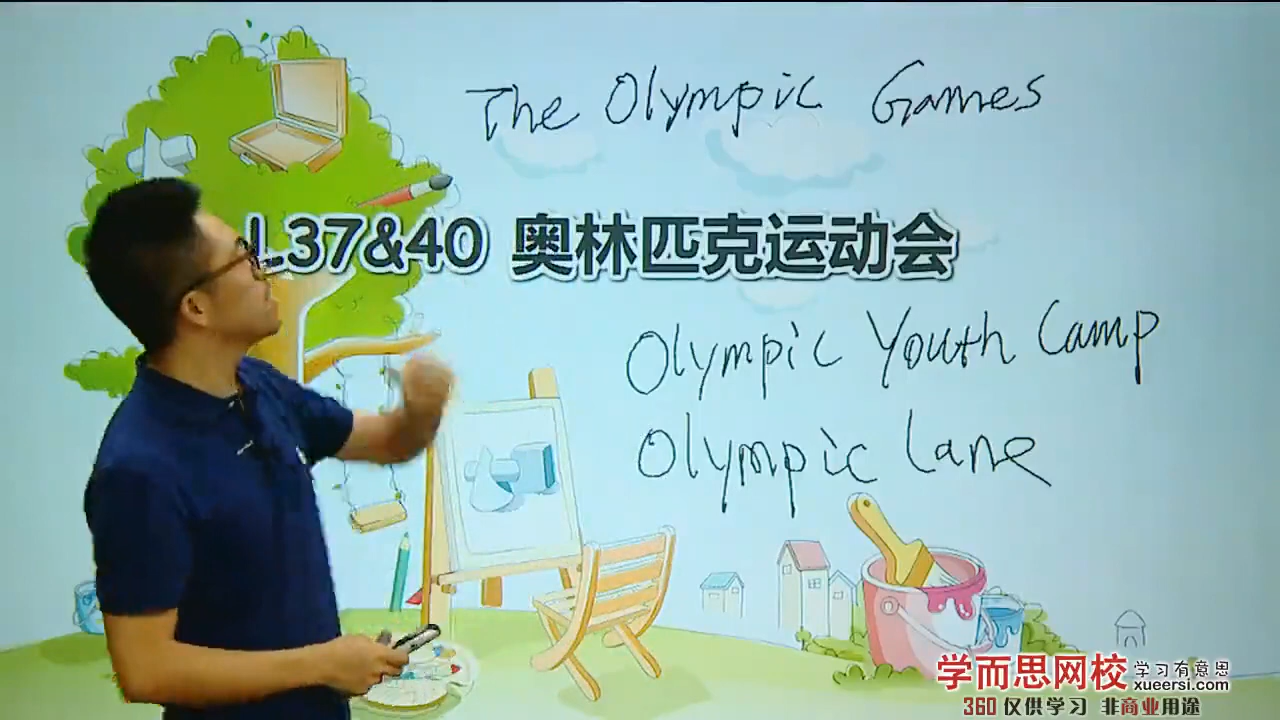 The Olympic Games
L37&40 奥林匹克运动会
Olympic Youth Camp
Olympic Lane
学而思网校 学习有意思
xueersi.com
360 仅供学习 非商业用途